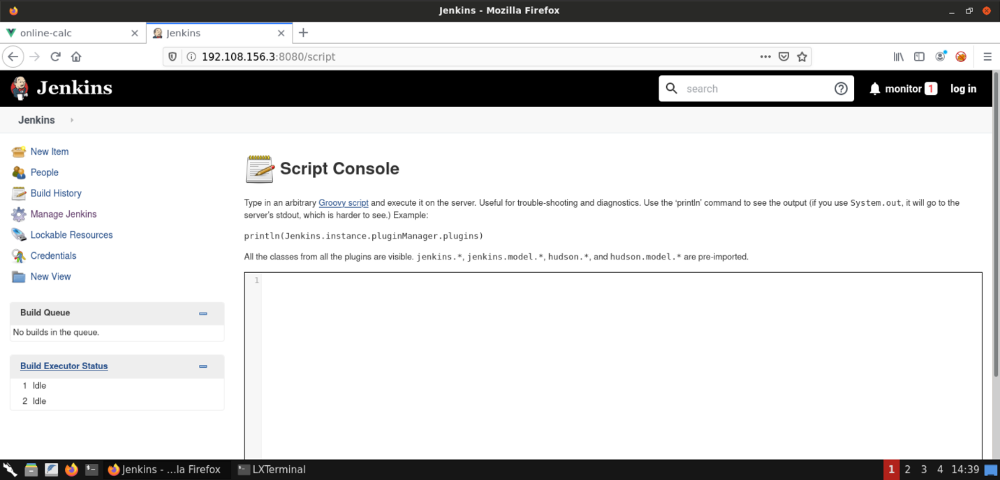 Jenkins - Mozilla Firefox
online-calc
Jenkins
192.108.156.3:8080/script
Jenkins
search
monitor 1
log in
Jenkins
New Item
People
Build History
Manage Jenkins
Lockable Resources
Credentials
New View
Build Queue
No builds in the queue.
Build Executor Status
1 Idle
2 Idle
Script Console
Type in an arbitrary Groovy script and execute it on the server. Useful for trouble-shooting and diagnostics. Use the ‘println’ command to see the output (if you use System.out, it will go to the
server’s stdout, which is harder to see.) Example:
println(Jenkins.instance.pluginManager.plugins)
All the classes from all the plugins are visible. jenkins.*, jenkins.model.*, hudson.*, and hudson.model.* are pre-imported.
1
Jenkins - ...la Firefox
LXTerminal
1 2 3 4 14:39